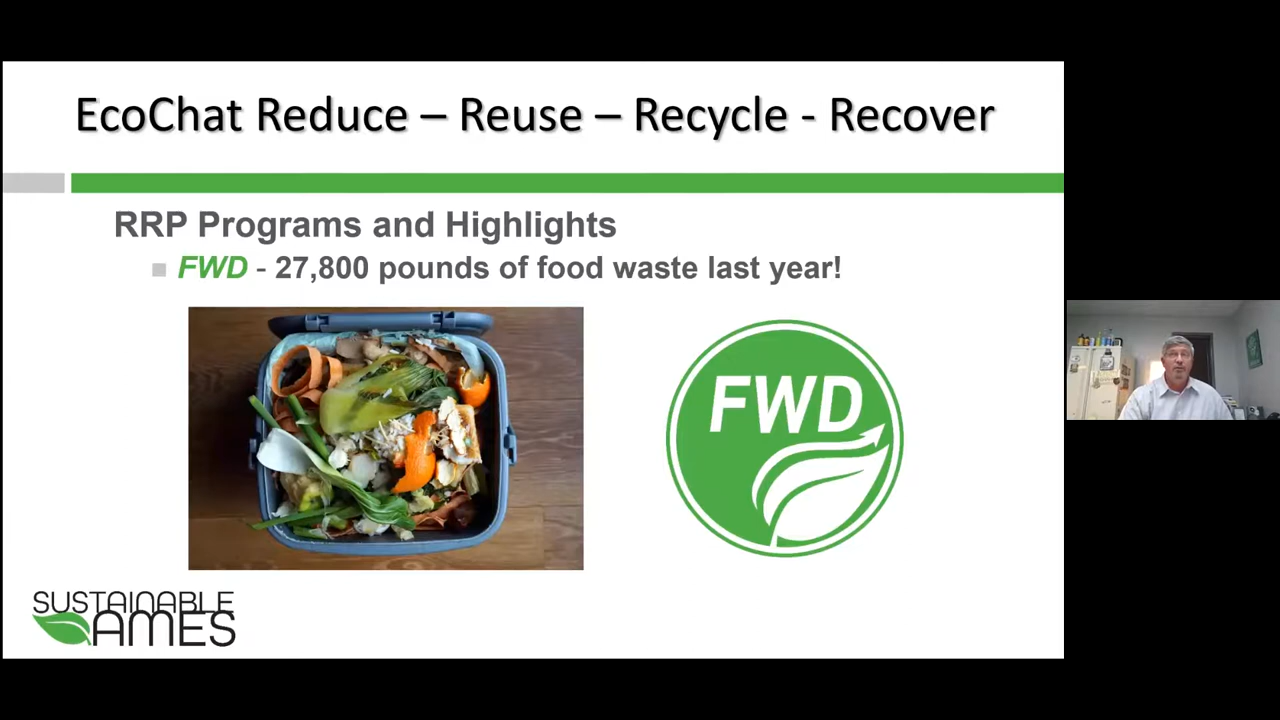 EcoChat Reduce – Reuse – Recycle - Recover
RRP Programs and Highlights
FWD - 27,800 pounds of food waste last year!
FWD
SUSTAINABLE
AMES